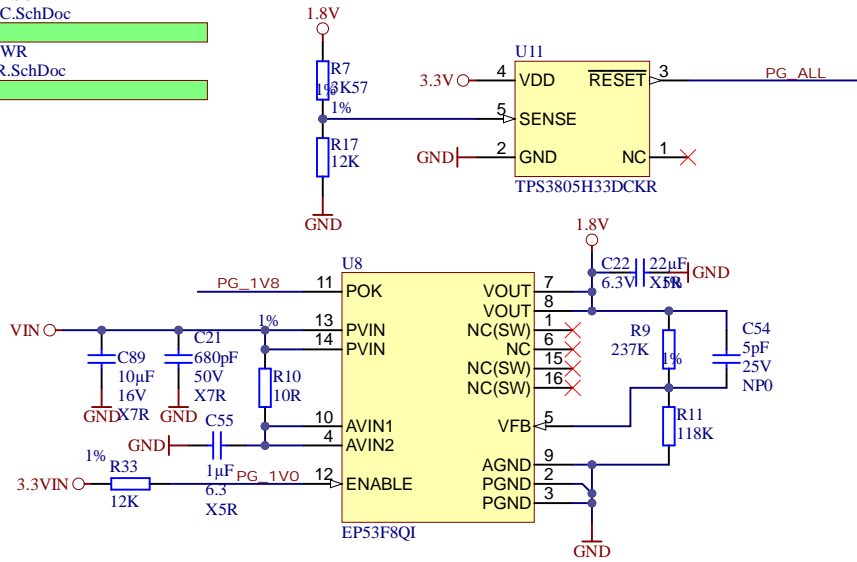 C.SchDoc
WR
R.SchDoc
1.8V
R7
3K57
1%
1%
R17
12K
GND
U11
3.3V
4
VDD
RESET
3
PG_ALL
5
SENSE
GND
2
GND
NC
1
TPS3805H33DCKR
1.8V
U8
C22
22µF
GND
6.3V
X5R
PG_1V8
11
POK
VOUT
7
VOUT
8
VIN
1%
13
PVIN
NC(SW)
1
R9
C54
14
PVIN
NC
6
237K
1%
5pF
C89
C21
NC(SW)
15
25V
10µF
680pF
R10
NC(SW)
16
NP0
16V
50V
10R
X7R
X7R
GND
GND
C55
10
AVIN1
VFB
5
R11
118K
GND
4
AVIN2
1µF
6.3
X5R
1%
R33
AGND
9
3.3VIN
PG_1V0
12
ENABLE
PGND
2
12K
PGND
3
EP53F8QI
GND